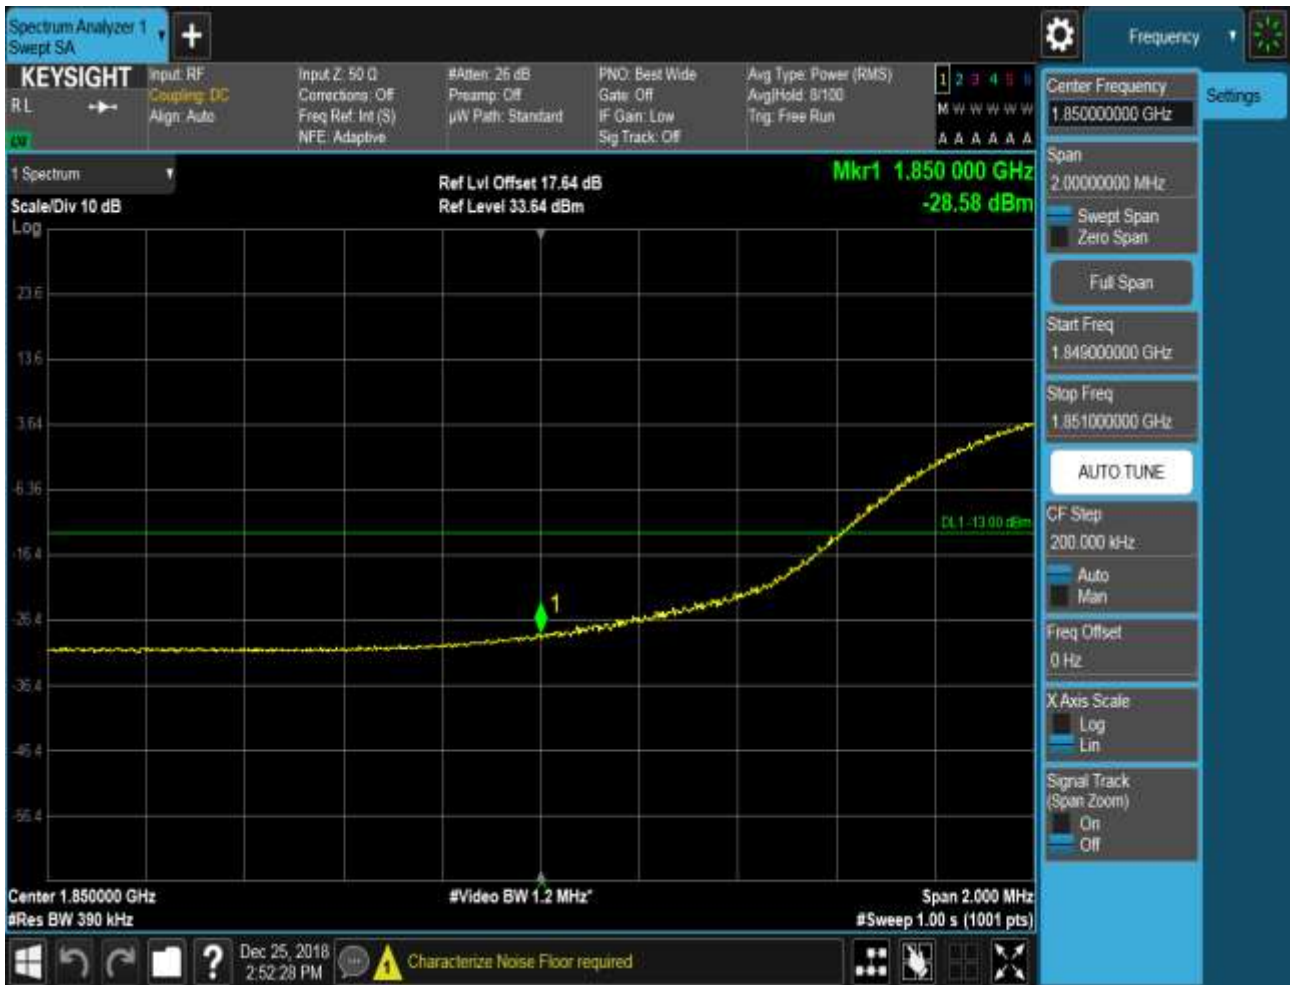 Spectrum Analyzer 1
Swept SA
+
Frequency
KEYSIGHT
RL
Input: RF
Coupling: DC
Align: Auto
Input Z: 50 Ω
Corrections: Off
Freq Ref: Int (S)
NFE: Adaptive
#Atten: 26 dB
Preamp: Off
µW Path: Standard
PNO: Best Wide
Gate: Off
IF Gain: Low
Sig Track: Off
Avg Type: Power (RMS)
Avg|Hold: 8/100
Trig: Free Run
1 2 3 4 5 6
M W W W W W
A A A A A A
1 Spectrum
Scale/Div 10 dB
Log
Ref Lvl Offset 17.64 dB
Ref Level 33.64 dBm
Mkr1 1.850 000 GHz
-28.58 dBm
23.6
13.6
3.64
-6.36
-16.4
-26.4
-36.4
-46.4
-56.4
DL1 -13.00 dBm
1
Center 1.850000 GHz
#Res BW 390 kHz
#Video BW 1.2 MHz*
Span 2.000 MHz
#Sweep 1.00 s (1001 pts)
Center Frequency
1.850000000 GHz
Settings
Span
2.00000000 MHz
Swept Span
Zero Span
Full Span
Start Freq
1.849000000 GHz
Stop Freq
1.851000000 GHz
AUTO TUNE
CF Step
200.000 kHz
Auto
Man
Freq Offset
0 Hz
X Axis Scale
Log
Lin
Signal Track
(Span Zoom)
On
Off
?
Dec 25, 2018
2:52:28 PM
1
Characterize Noise Floor required